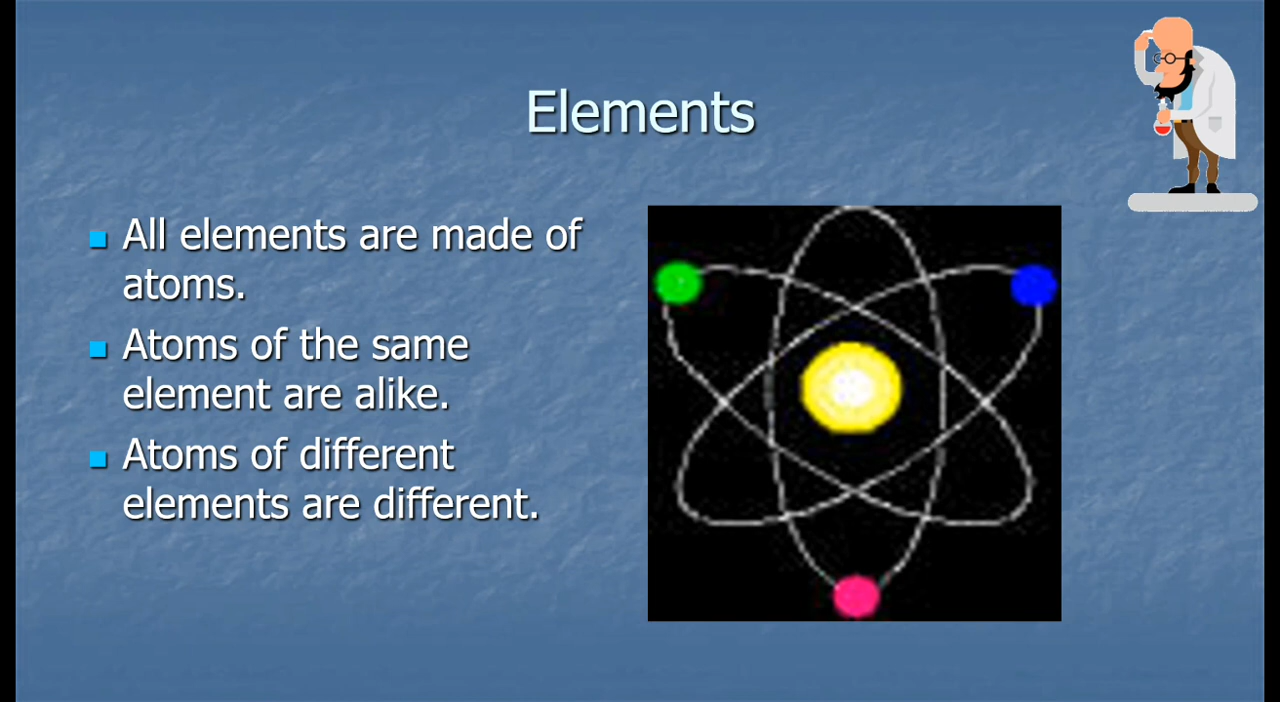 Elements
All elements are made of
atoms.
Atoms of the same
element are alike.
Atoms of different
elements are different.